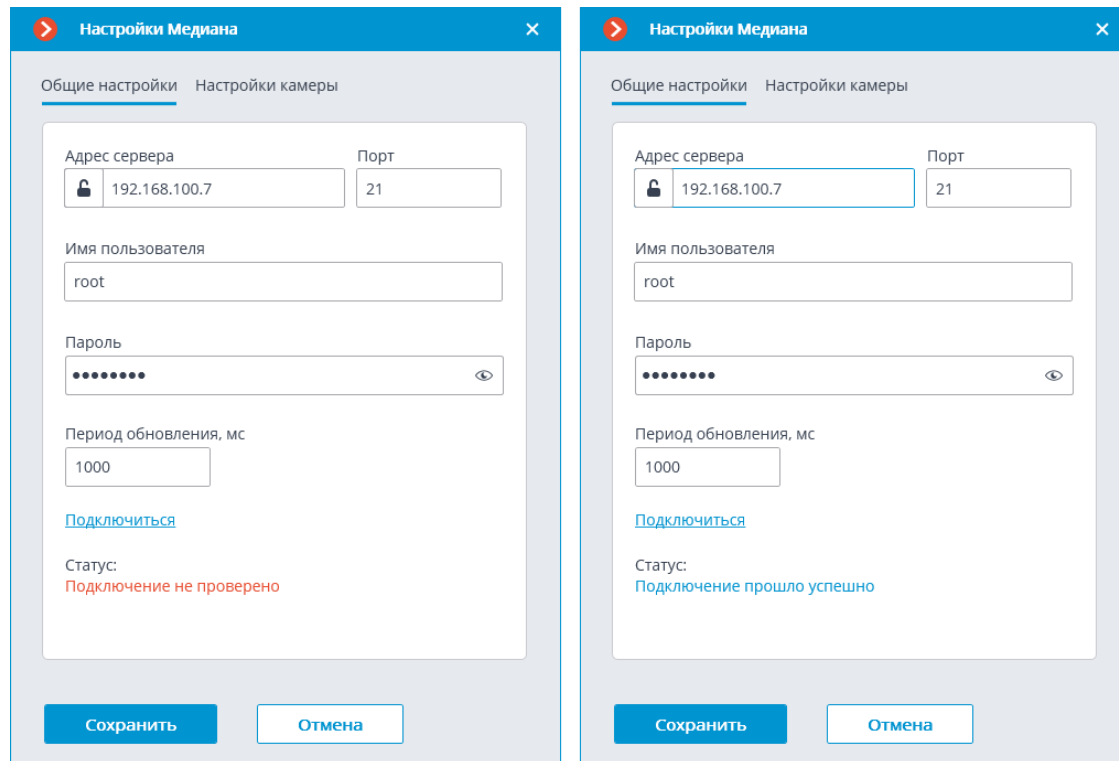 Настройки Медиана
Общие настройки Настройки камеры
Адрес сервера Порт
192.168.100.7 21
Имя пользователя
root
Пароль
••••••••
Период обновления, мс
1000
Подключиться
Статус:
Подключение не проверено
Сохранить Отмена
Настройки Медиана
Общие настройки Настройки камеры
Адрес сервера Порт
192.168.100.7 21
Имя пользователя
root
Пароль
••••••••
Период обновления, мс
1000
Подключиться
Статус:
Подключение прошло успешно
Сохранить Отмена